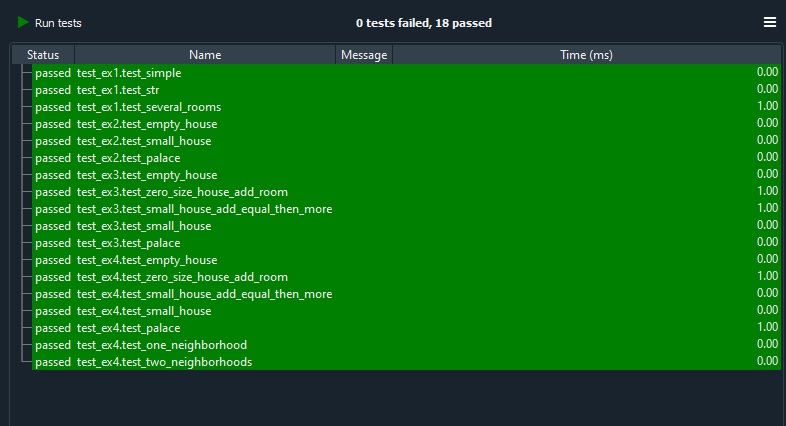 Run tests 0 tests failed, 18 passed
Status Name Message Time (ms)
passed test_ex1.test_simple 0.00
passed test_ex1.test_str 0.00
passed test_ex1.test_several_rooms 1.00
passed test_ex2.test_empty_house 0.00
passed test_ex2.test_small_house 0.00
passed test_ex2.test_palace 0.00
passed test_ex3.test_empty_house 0.00
passed test_ex3.test_zero_size_house_add_room 1.00
passed test_ex3.test_small_house_add_equal_then_more 1.00
passed test_ex3.test_small_house 0.00
passed test_ex3.test_palace 0.00
passed test_ex4.test_empty_house 0.00
passed test_ex4.test_zero_size_house_add_room 1.00
passed test_ex4.test_small_house_add_equal_then_more 0.00
passed test_ex4.test_small_house 0.00
passed test_ex4.test_palace 1.00
passed test_ex4.test_one_neighborhood 0.00
passed test_ex4.test_two_neighborhoods 0.00